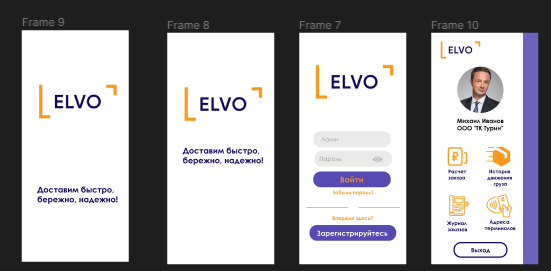 Frame 9
ELVO
Доставим быстро,
бережно, надежно!
Frame 8
ELVO
Доставим быстро,
бережно, надежно!
Frame 7
ELVO
Логин
Пароль
Войти
Забыли пароль?
Впервые здесь?
Зарегистрируйтесь
Frame 10
ELVO
Михаил Иванов
ООО "ТК Турин"
Расчет
заказа
История
движения
груза
Журнал
заказов
Адреса
терминалов
Выход